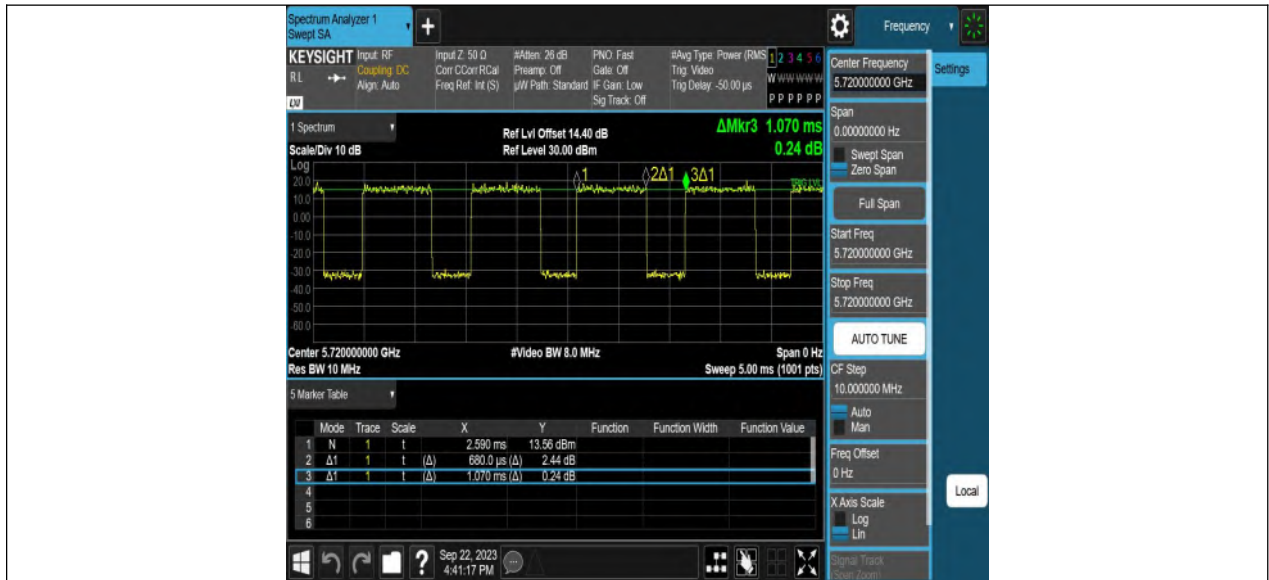 Spectrum Analyzer 1
Swept SA
+
Frequency
KEYSIGHT
RL
LXI
Input: RF
Coupling: DC
Align: Auto
Input Z: 50 Ω
Corr CCorr RCal
Freq Ref: Int (S)
#Atten: 26 dB
Preamp: Off
µW Path: Standard
PNO: Fast
Gate: Off
IF Gain: Low
Sig Track: Off
#Avg Type: Power (RMS
Trig: Video
Trig Delay: -50.00 µs
1 2 3 4 5 6
W W W W W W
P P P P P P
1 Spectrum
Scale/Div 10 dB
Ref Lvl Offset 14.40 dB
Ref Level 30.00 dBm
ΔMkr3 1.070 ms
0.24 dB
Log
20.0
10.0
0.00
-10.0
-20.0
-30.0
-40.0
-50.0
-60.0
1
2Δ1
3Δ1
TRIG LVL
Center 5.720000000 GHz
#Video BW 8.0 MHz
Span 0 Hz
Res BW 10 MHz
Sweep 5.00 ms (1001 pts)
5 Marker Table
Mode Trace Scale X Y Function Function Width Function Value
1 N 1 t 2.590 ms 13.56 dBm
2 Δ1 1 t (Δ) 680.0 µs (Δ) 2.44 dB
3 Δ1 1 t (Δ) 1.070 ms (Δ) 0.24 dB
4
5
6
?
Sep 22, 2023
4:41:17 PM
Center Frequency
5.720000000 GHz
Settings
Span
0.00000000 Hz
Swept Span
Zero Span
Full Span
Start Freq
5.720000000 GHz
Stop Freq
5.720000000 GHz
AUTO TUNE
CF Step
10.000000 MHz
Auto
Man
Freq Offset
0 Hz
X Axis Scale
Log
Lin
Signal Track
(Span Zoom)
Local